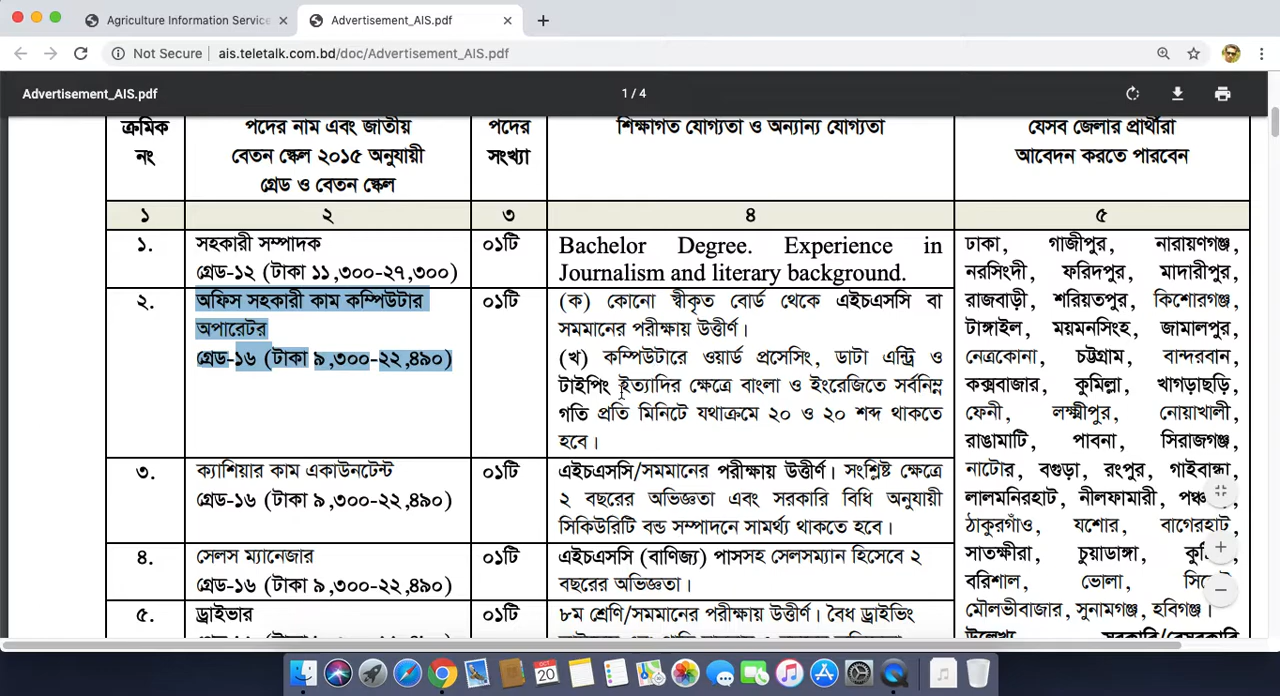 Agriculture Information Service
Advertisement_AIS.pdf
Not Secure
ais.teletalk.com.bd/doc/Advertisement_AIS.pdf
Advertisement_AIS.pdf
1 / 4
ক্রমিক
নং
পদের নাম এবং জাতীয়
বেতন স্কেল ২০১৫ অনুযায়ী
গ্রেড ও বেতন স্কেল
পদের
সংখ্যা
শিক্ষাগত যোগ্যতা ও অন্যান্য যোগ্যতা
যেসব জেলার প্রার্থীরা
আবেদন করতে পারবেন
১
২
৩
৪
৫
১.
সহকারী সম্পাদক
গ্রেড-১২ (টাকা ১১,৩০০-২৭,৩০০)
০১টি
Bachelor Degree. Experience in
Journalism and literary background.
২.
অফিস সহকারী কাম কম্পিউটার
অপারেটর
গ্রেড-১৬ (টাকা ৯,৩০০-২২,৪৯০)
০১টি
(ক) কোনো স্বীকৃত বোর্ড থেকে এইচএসসি বা
সমমানের পরীক্ষায় উত্তীর্ণ।
(খ) কম্পিউটারে ওয়ার্ড প্রসেসিং, ডাটা এন্ট্রি ও
টাইপিং ইত্যাদির ক্ষেত্রে বাংলা ও ইংরেজিতে সর্বনিম্ন
গতি প্রতি মিনিটে যথাক্রমে ২০ ও ২০ শব্দ থাকতে
হবে।
৩.
ক্যাশিয়ার কাম একাউনটেন্ট
গ্রেড-১৬ (টাকা ৯,৩০০-২২,৪৯০)
০১টি
এইচএসসি/সমমানের পরীক্ষায় উত্তীর্ণ। সংশ্লিষ্ট ক্ষেত্রে
২ বছরের অভিজ্ঞতা এবং সরকারি বিধি অনুযায়ী
সিকিউরিটি বন্ড সম্পাদনে সামর্থ্য থাকতে হবে।
৪.
সেলস ম্যানেজার
গ্রেড-১৬ (টাকা ৯,৩০০-২২,৪৯০)
০১টি
এইচএসসি (বাণিজ্য) পাসসহ সেলসম্যান হিসেবে ২
বছরের অভিজ্ঞতা।
৫.
ড্রাইভার
০১টি
৮ম শ্রেণি/সমমানের পরীক্ষায় উত্তীর্ণ। বৈধ ড্রাইভিং
ঢাকা, গাজীপুর, নারায়ণগঞ্জ,
নরসিংদী, ফরিদপুর, মাদারীপুর,
রাজবাড়ী, শরিয়তপুর, কিশোরগঞ্জ,
টাঙ্গাইল, ময়মনসিংহ, জামালপুর,
নেত্রকোনা, চট্টগ্রাম, বান্দরবান,
কক্সবাজার, কুমিল্লা, খাগড়াছড়ি,
ফেনী, লক্ষ্মীপুর, নোয়াখালী,
রাঙামাটি, পাবনা, সিরাজগঞ্জ,
নাটোর, বগুড়া, রংপুর, গাইবান্ধা,
লালমনিরহাট, নীলফামারী,
ঠাকুরগাঁও, যশোর, বাগেরহাট,
সাতক্ষীরা, চুয়াডাঙ্গা,
বরিশাল, ভোলা,
মৌলভীবাজার, সুনামগঞ্জ, হবিগঞ্জ।
উল্লেখ্য সরকারি/বেসরকারি
OCT
20